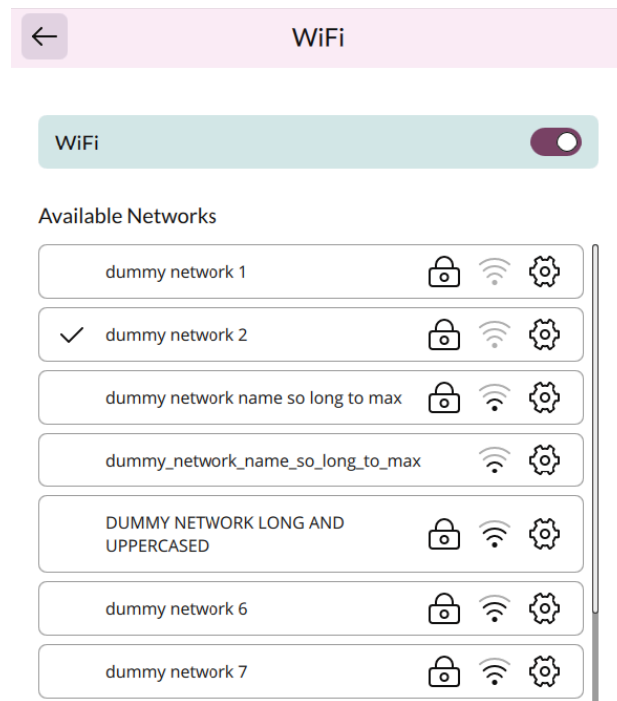 WiFi
WiFi
Available Networks
dummy network 1
dummy network 2
dummy network name so long to max
dummy_network_name_so_long_to_max
DUMMY NETWORK LONG AND
UPPERCASED
dummy network 6
dummy network 7